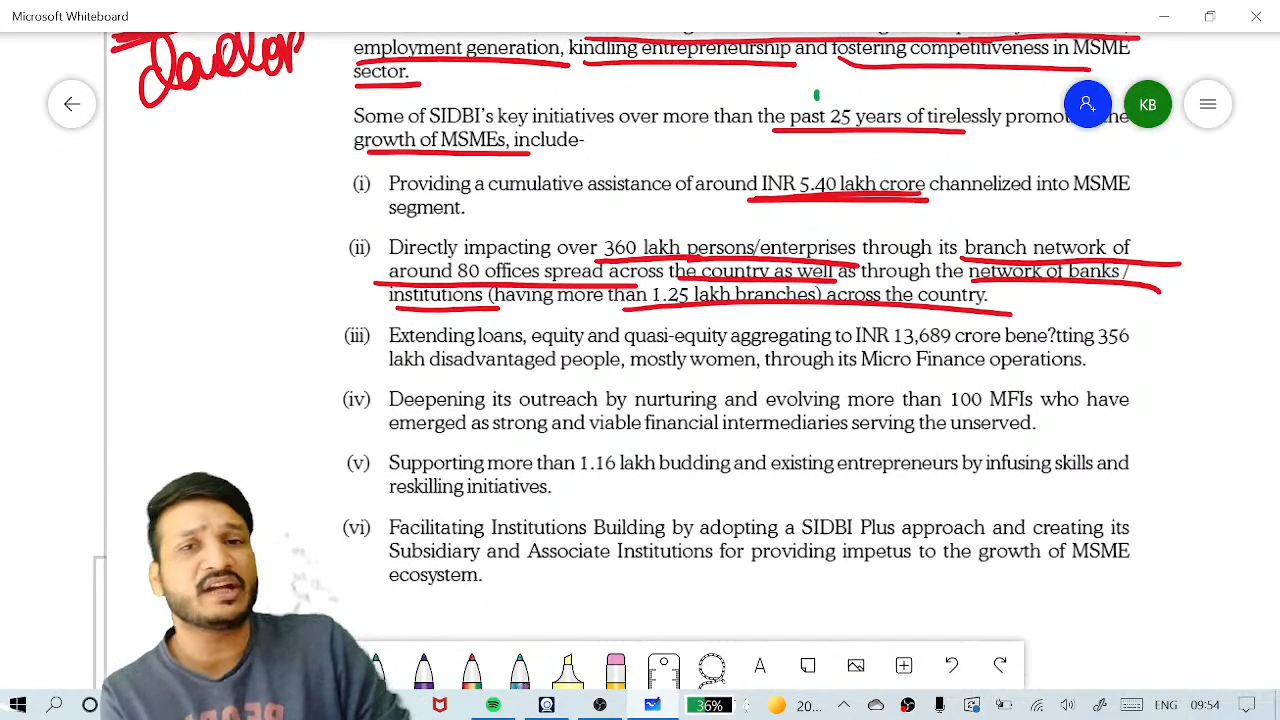 Microsoft Whiteboard
employment generation, kindling entrepreneurship and fostering competitiveness in MSME
sector.
Some of SIDBI's key initiatives over more than the past 25 years of tirelessly
growth of MSMEs, include-
KB
(i) Providing a cumulative assistance of around INR 5.40 lakh crore channelized into MSME
segment.
(ii) Directly impacting over 360 lakh persons/enterprises through its branch network of
around 80 offices spread across the country as well as through the network of banks/
institutions (having more than 1.25 lakh branches) across the country.
(iii) Extending loans, equity and quasi-equity aggregating to INR 13,689 crore bene?tting 356
lakh disadvantaged people, mostly women, through its Micro Finance operations.
(iv) Deepening its outreach by nurturing and evolving more than 100 MFIs who have
emerged as strong and viable financial intermediaries serving the unserved.
(v) Supporting more than 1.16 lakh budding and existing entrepreneurs by infusing skills and
reskilling initiatives.
(vi) Facilitating Institutions Building by adopting a SIDBI Plus approach and creating its
Subsidiary and Associate Institutions for providing impetus to the growth of MSME
ecosystem.
A
36% 20... ENG 09:54